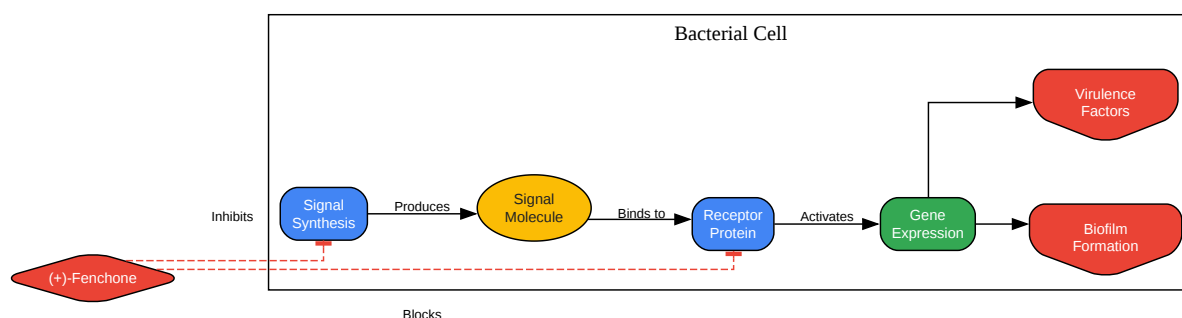 Bacterial Cell
Virulence
Factors
Signal
Synthesis
Produces
Signal
Molecule
Binds to
Receptor
Protein
Activates
Gene
Expression
Biofilm
Formation
Inhibits
(+)-Fenchone
Blocks